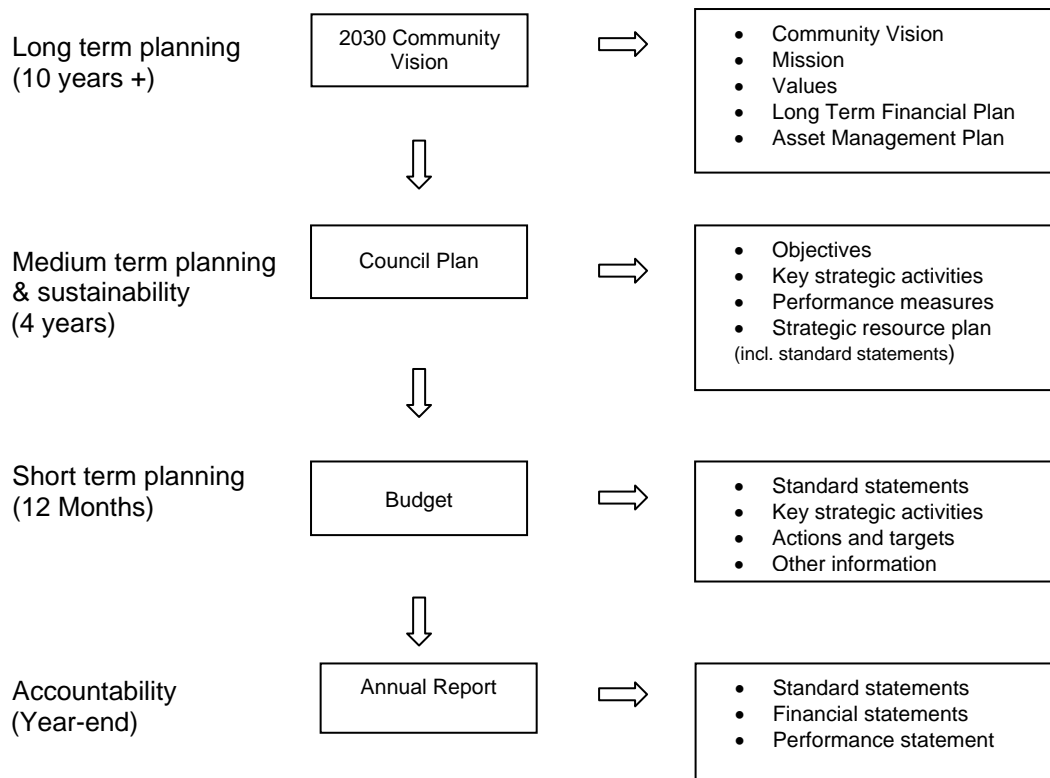 Long term planning
(10 years +)
2030 Community
Vision
• Community Vision
• Mission
• Values
• Long Term Financial Plan
• Asset Management Plan
Medium term planning
& sustainability
(4 years)
Council Plan
• Objectives
• Key strategic activities
• Performance measures
• Strategic resource plan
(incl. standard statements)
Short term planning
(12 Months)
Budget
• Standard statements
• Key strategic activities
• Actions and targets
• Other information
Accountability
(Year-end)
Annual Report
• Standard statements
• Financial statements
• Performance statement